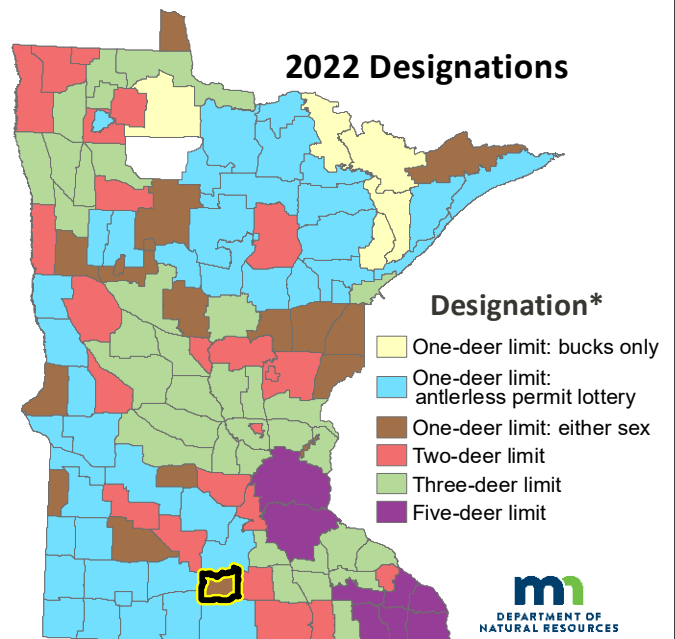 2022 Designations
Designation*
One-deer limit: bucks only
One-deer limit:
antlerless permit lottery
One-deer limit: either sex
Two-deer limit
Three-deer limit
Five-deer limit
DEPARTMENT OF
NATURAL RESOURCES